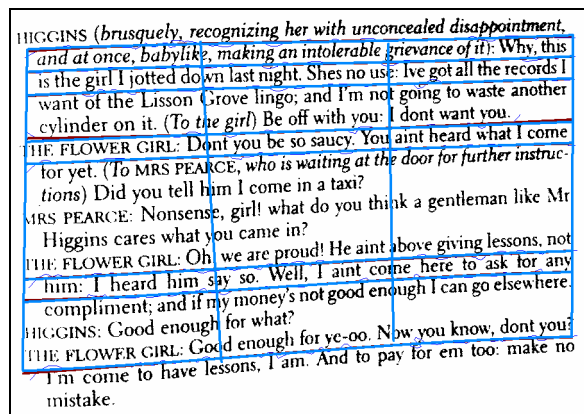 HIGGINS (brusquely, recognizing her with unconcealed disappointment,
and at once, babylike, making an intolerable grievance of it): Why, this
is the girl I jotted down last night. Shes no use: Ive got all the records I
want of the Lisson Grove lingo; and I'm not going to waste another
cylinder on it. (To the girl) Be off with you: I dont want you.
THE FLOWER GIRL: Dont you be so saucy. You aint heard what I come
for yet. (To MRS PEARCE, who is waiting at the door for further instruc-
tions) Did you tell him I come in a taxi?
MRS PEARCE: Nonsense, girl! what do you think a gentleman like Mr
Higgins cares what you came in?
THE FLOWER GIRL: Oh, we are proud! He aint above giving lessons, not
him: I heard him say so. Well, I aint come here to ask for any
compliment; and if my money's not good enough I can go elsewhere.
HIGGINS: Good enough for what?
THE FLOWER GIRL: Good enough for ye-oo. Now you know, dont you?
I'm come to have lessons, I am. And to pay for em too: make no
mistake.